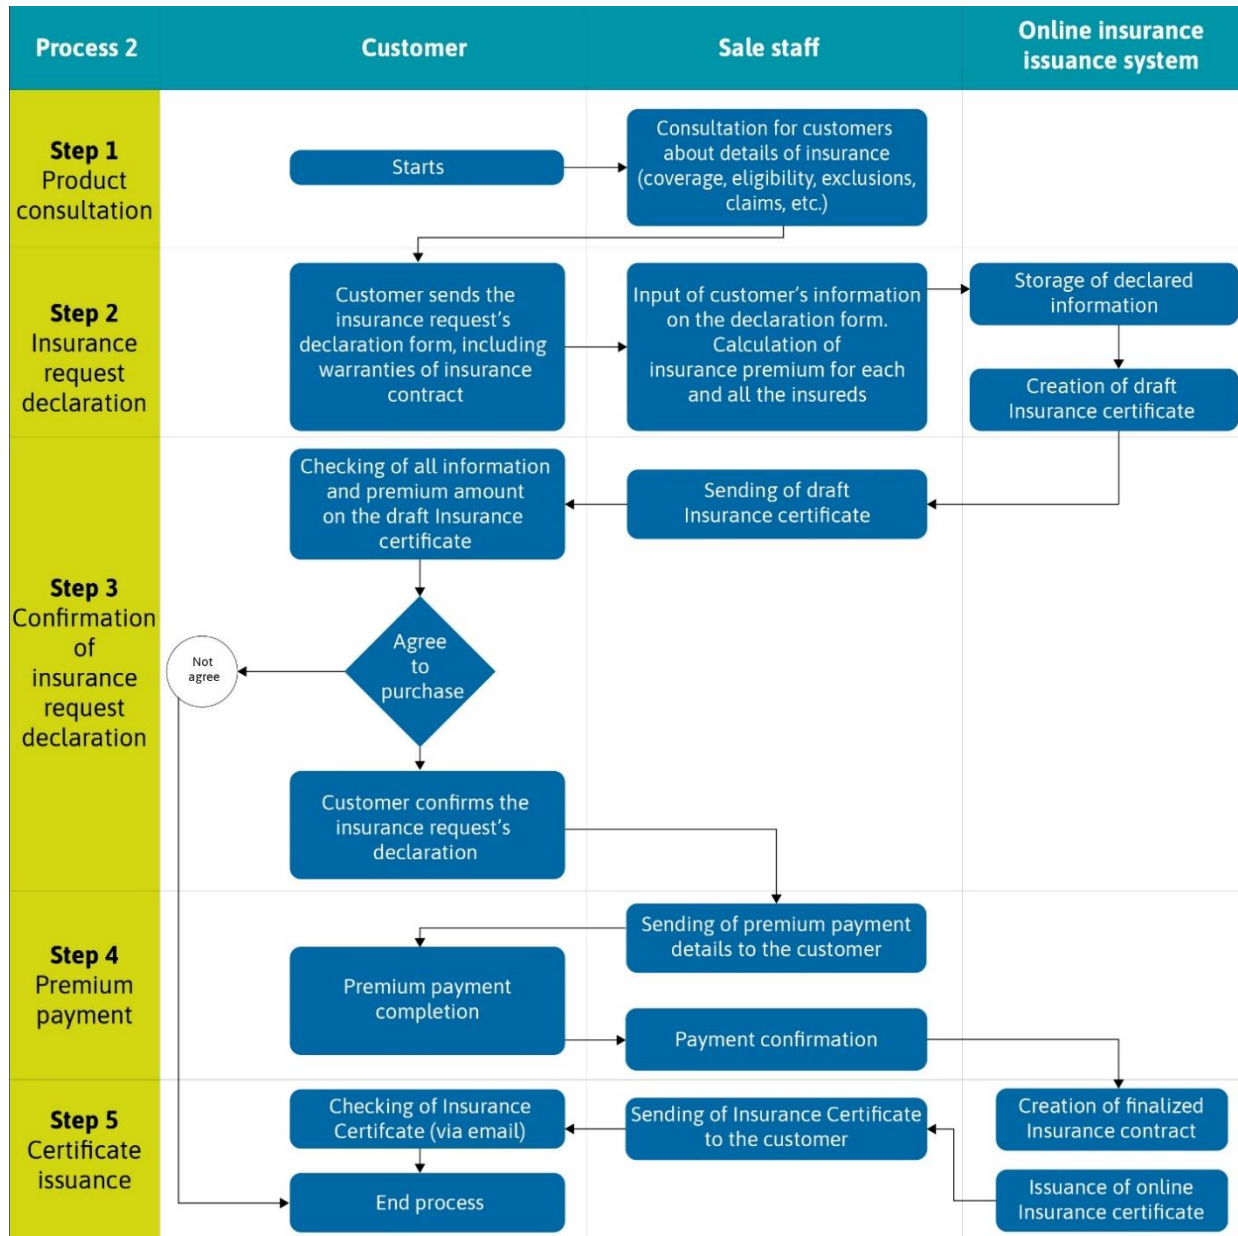 Process 2
Customer
Sale staff
Online insurance
issuance system
Step 1
Product
consultation
Starts
Consultation for customers
about details of insurance
(coverage, eligibility, exclusions,
claims, etc.)
Step 2
Insurance
request
declaration
Customer sends the
insurance request's
declaration form, including
warranties of insurance
contract
Input of customer's information
on the declaration form.
Calculation of
insurance premium for each
and all the insureds
Storage of declared
information
Creation of draft
Insurance certificate
Step 3
Confirmation
of
insurance
request
declaration
Checking of all information
and premium amount
on the draft Insurance
certificate
Sending of draft
Insurance certificate
Agree
to
purchase
Not
agree
Customer confirms the
insurance request's
declaration
Step 4
Premium
payment
Sending of premium payment
details to the customer
Premium payment
completion
Payment confirmation
Step 5
Certificate
issuance
Checking of Insurance
Certifcate (via email)
Sending of Insurance Certificate
to the customer
Creation of finalized
Insurance contract
End process
Issuance of online
Insurance certificate